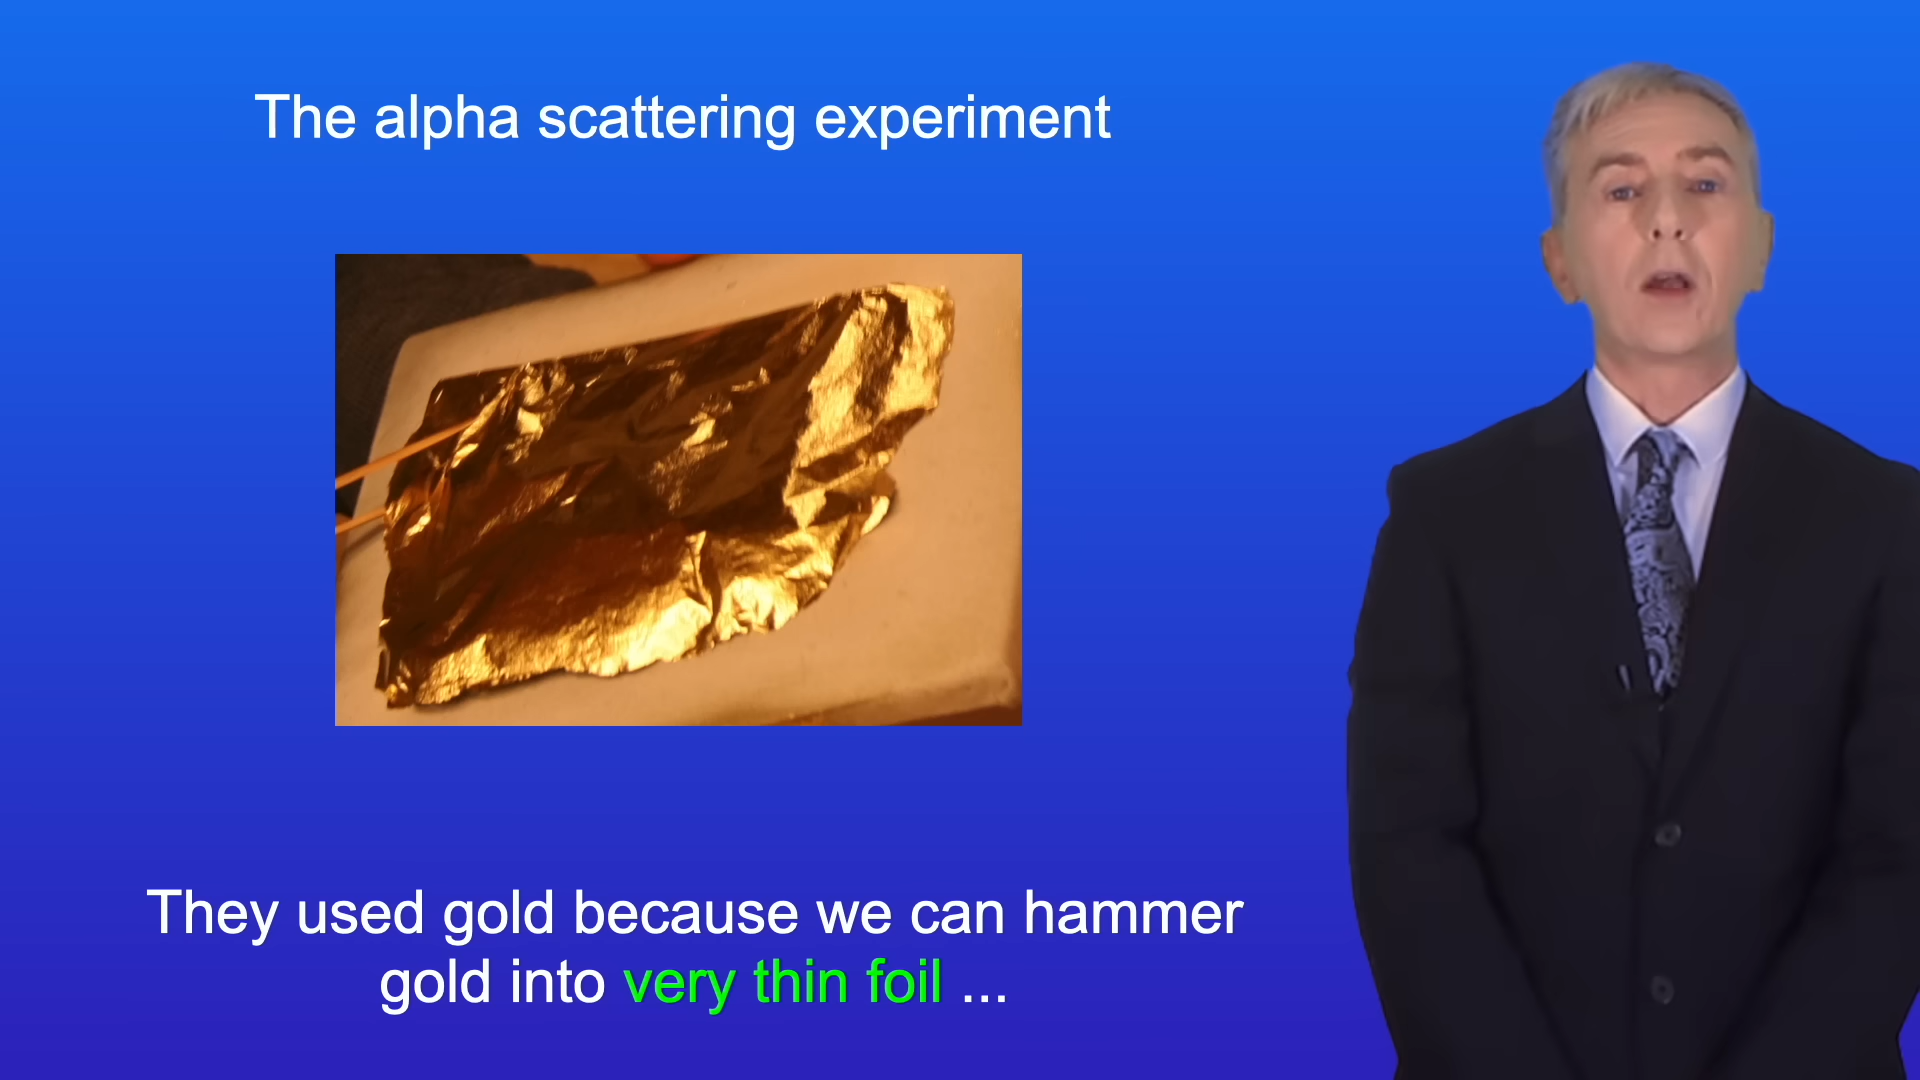 The alpha scattering experiment
They used gold because we can hammer
gold into very thin foil ...